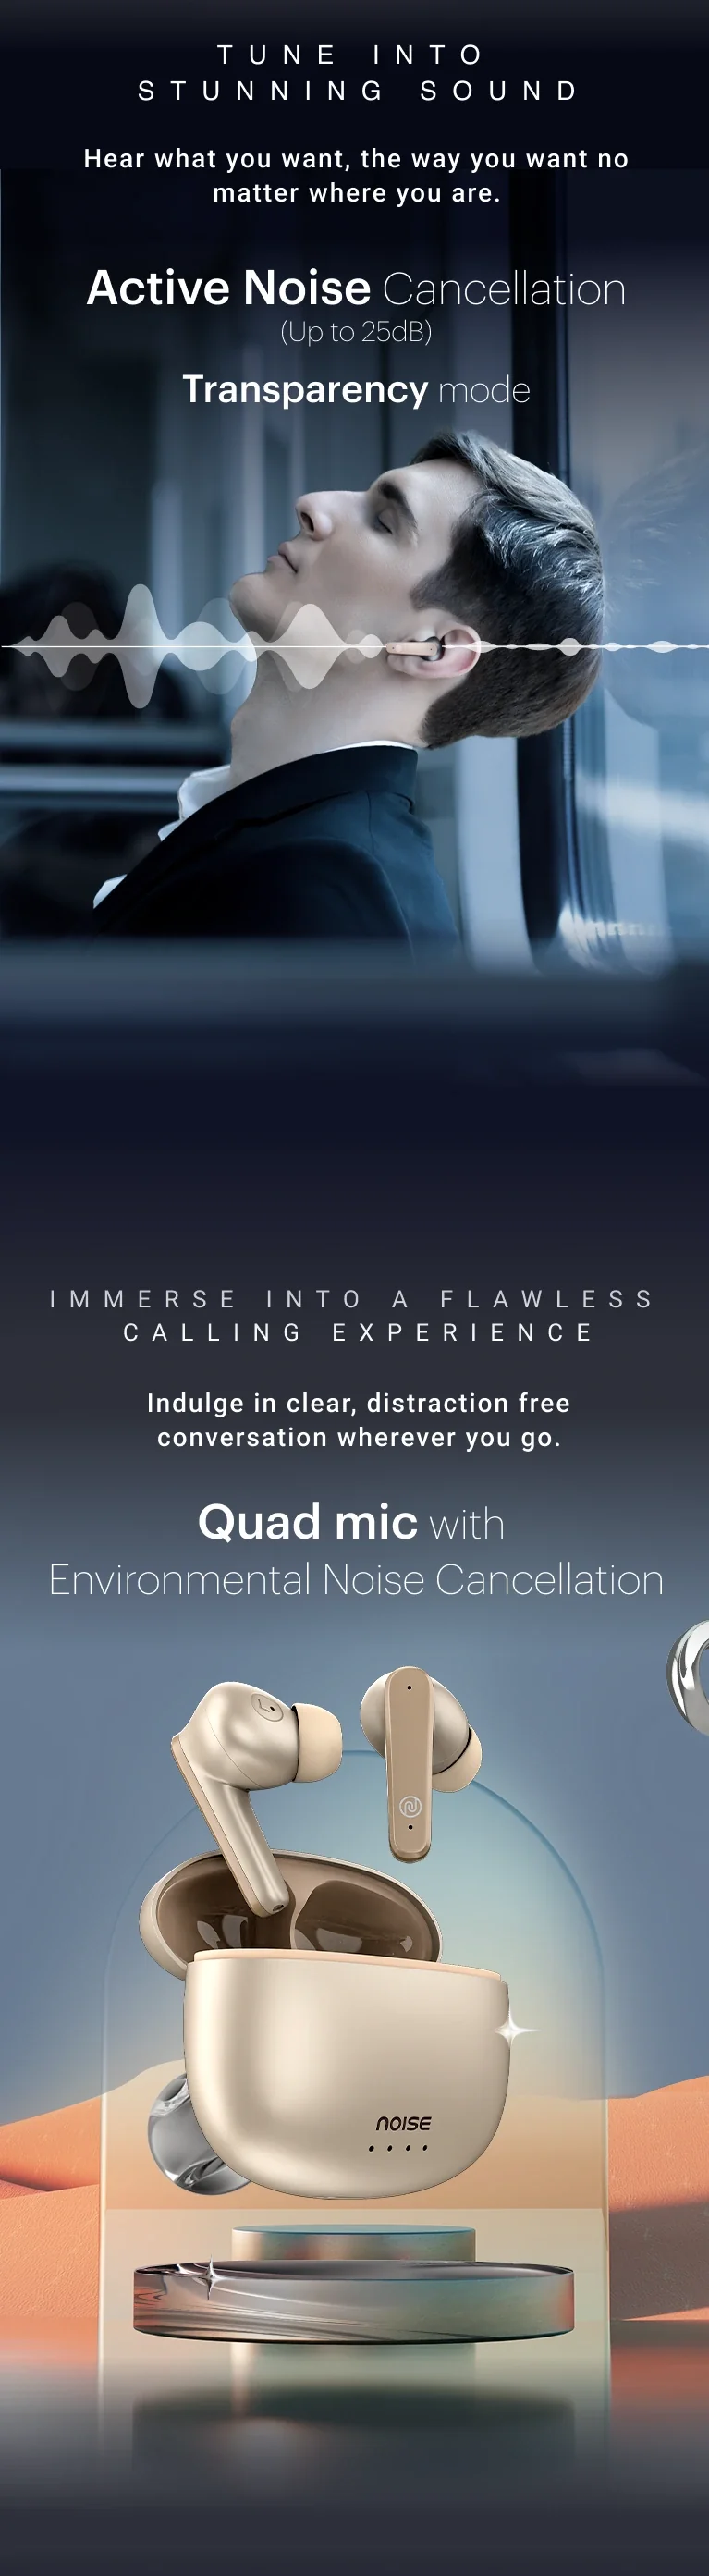 TUNE INTO
STUNNING SOUND
Hear what you want, the way you want no
matter where you are.
Active Noise Cancellation
(Up to 25dB)
Transparency mode
IMMERSE INTO A FLAWLESS
CALLING EXPERIENCE
Indulge in clear, distraction free
conversation wherever you go.
Quad mic with
Environmental Noise Cancellation
NOISE